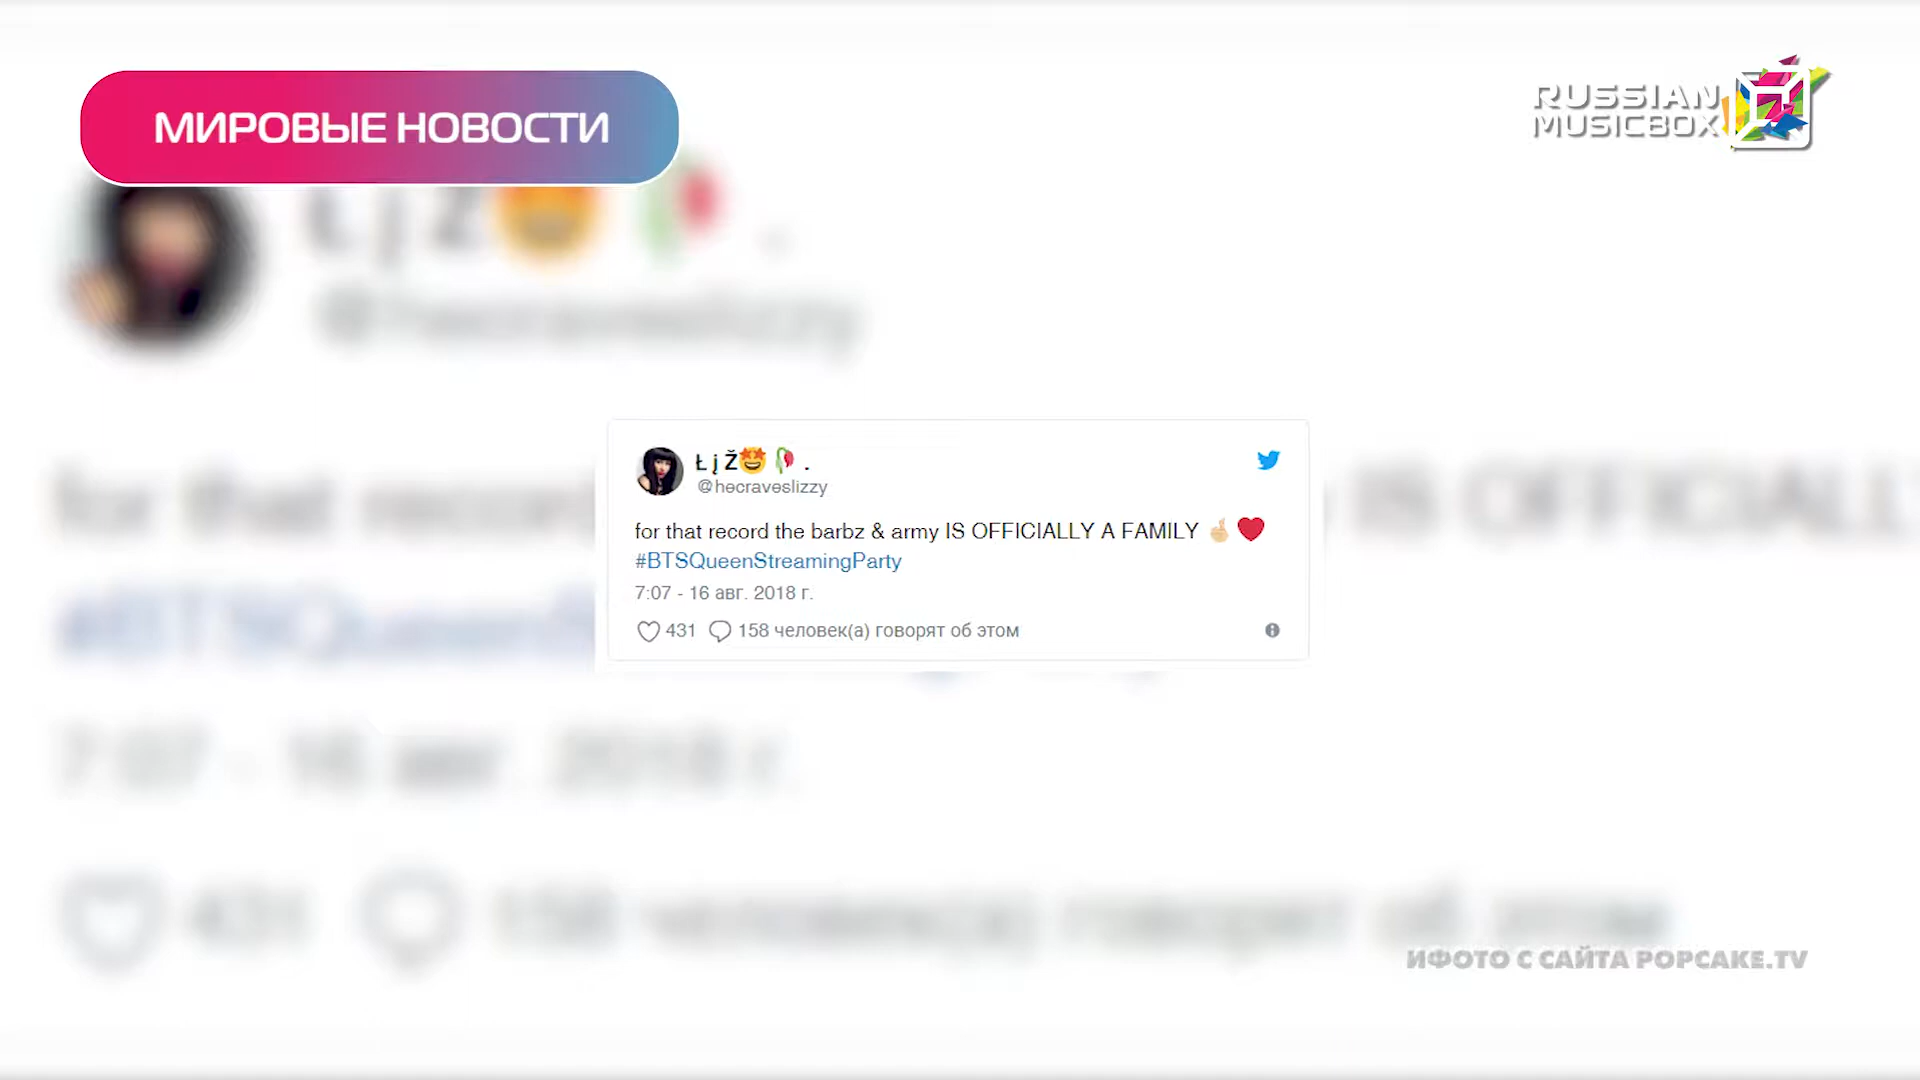 МИРОВЫЕ НОВОСТИ
RUSSIAN
MUSICBOX
Ł į Ž🤩🥀 .
@hecraveslizzy
for that record the barbz & army IS OFFICIALLY A FAMILY 🤞🏼❤️
#BTSQueenStreamingParty
7:07 - 16 авг. 2018 г.
431 158 человек(а) говорят об этом
ИФОТО С САЙТА POPCAKE.TV